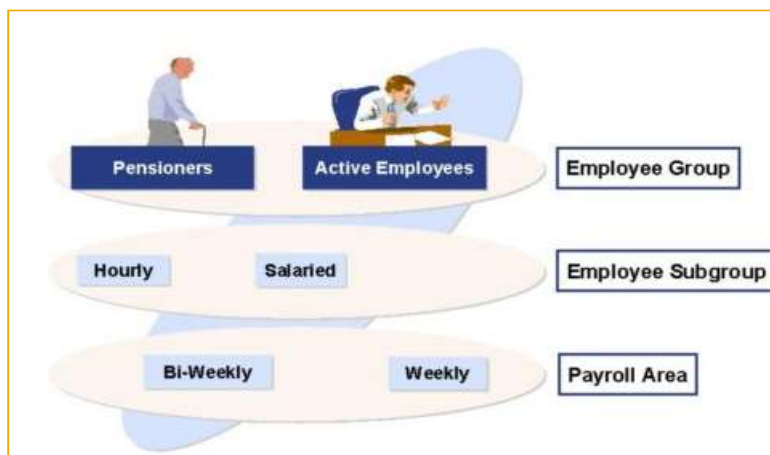 Pensioners
Active Employees
Employee Group
Hourly
Salaried
Employee Subgroup
Bi-Weekly
Weekly
Payroll Area